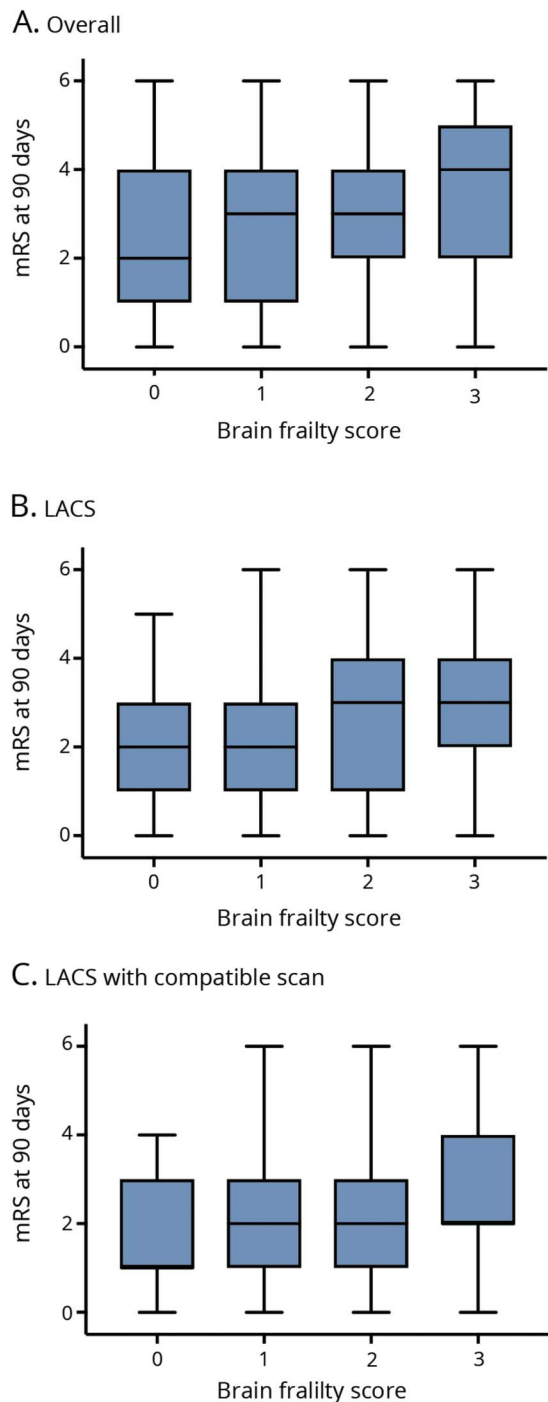 A. Overall
mRS at 90 days
6
4
2
0
0 1 2 3
Brain frailty score
B. LACS
mRS at 90 days
6
4
2
0
0 1 2 3
Brain frailty score
C. LACS with compatible scan
mRS at 90 days
6
4
2
0
0 1 2 3
Brain fralilty score